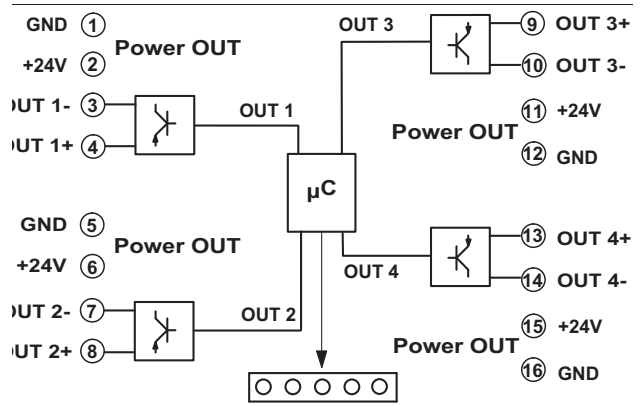 GND 1
Power OUT
+24V 2
OUT 1- 3
OUT 1+ 4
OUT 1
OUT 3
9 OUT 3+
10 OUT 3-
11 +24V
Power OUT
12 GND
µC
GND 5
Power OUT
+24V 6
OUT 2- 7
OUT 2+ 8
OUT 2
OUT 4
13 OUT 4+
14 OUT 4-
15 +24V
Power OUT
16 GND